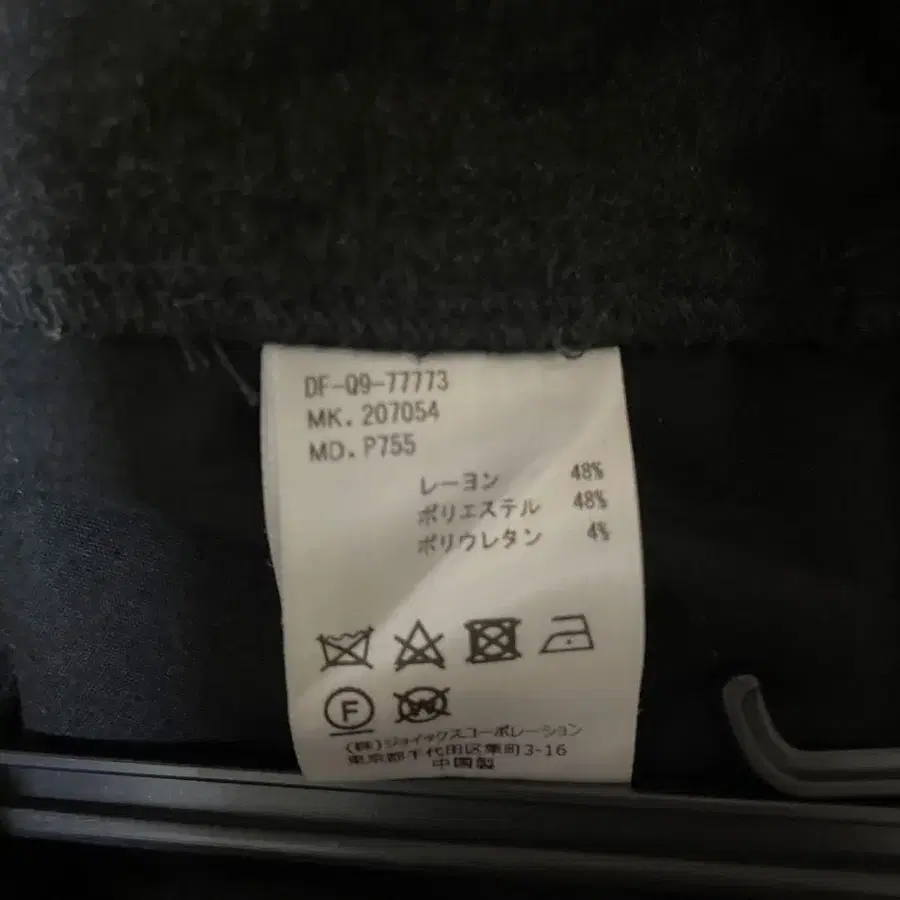 DF-Q9-77773
MK. 207054
MD. P755
レーヨン 48%
ポリエステル 48%
ポリウレタン 4%
F
W
(株)ジョイックスコーポレーション
東京都千代田区隼町3-16
中国製